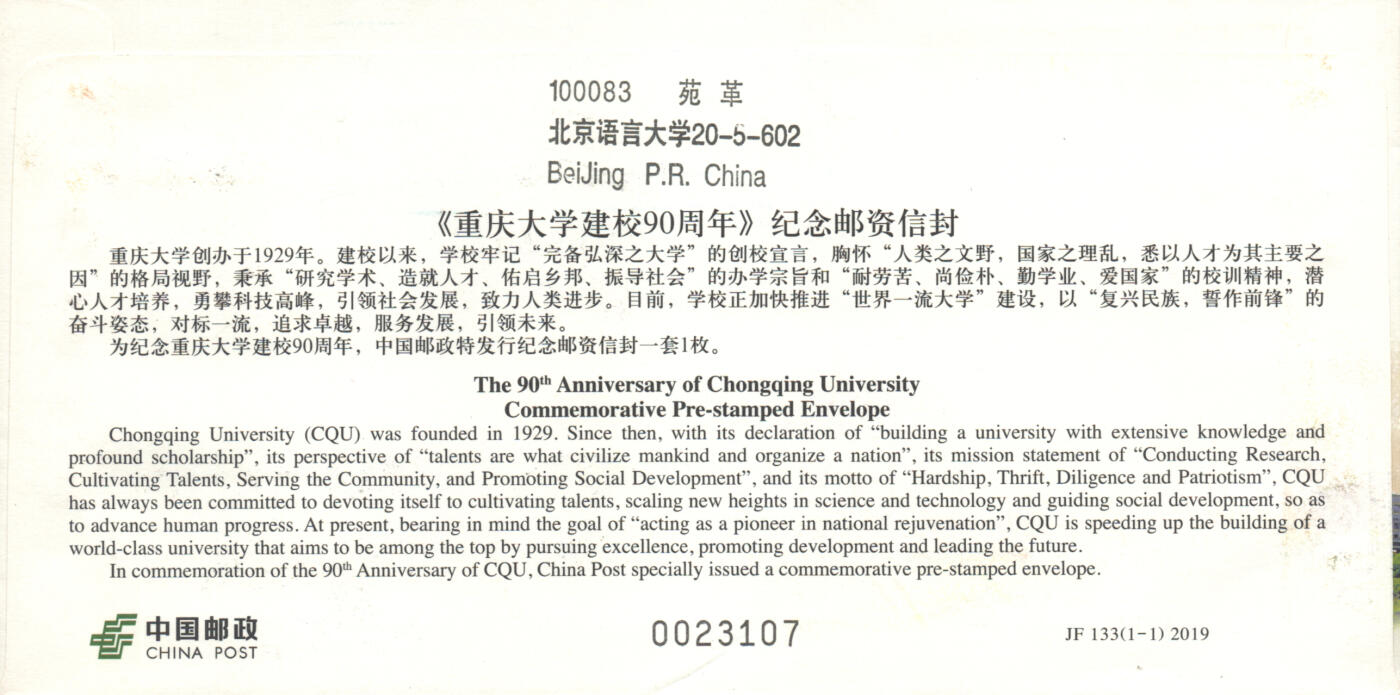 100083 苑 革
北京语言大学20-5-602
BeiJing P.R. China
《重庆大学建校90周年》纪念邮资信封
重庆大学创办于1929年。建校以来，学校牢记“完备弘深之大学”的创校宣言，胸怀“人类之文野，国家之理乱，悉以人才为其主要之
因”的格局视野，秉承“研究学术、造就人才、佑启乡邦、振导社会”的办学宗旨和“耐劳苦、尚俭朴、勤学业、爱国家”的校训精神，潜
心人才培养，勇攀科技高峰，引领社会发展，致力人类进步。目前，学校正加快推进“世界一流大学”建设，以“复兴民族，誓作前锋”的
奋斗姿态，对标一流，追求卓越，服务发展，引领未来。
为纪念重庆大学建校90周年，中国邮政特发行纪念邮资信封一套1枚。
The 90th Anniversary of Chongqing University
Commemorative Pre-stamped Envelope
Chongqing University (CQU) was founded in 1929. Since then, with its declaration of “building a university with extensive knowledge and
profound scholarship”, its perspective of “talents are what civilize mankind and organize a nation”, its mission statement of “Conducting Research,
Cultivating Talents, Serving the Community, and Promoting Social Development”, and its motto of “Hardship, Thrift, Diligence and Patriotism”, CQU
has always been committed to devoting itself to cultivating talents, scaling new heights in science and technology and guiding social development, so as
to advance human progress. At present, bearing in mind the goal of “acting as a pioneer in national rejuvenation”, CQU is speeding up the building of a
world-class university that aims to be among the top by pursuing excellence, promoting development and leading the future.
In commemoration of the 90th Anniversary of CQU, China Post specially issued a commemorative pre-stamped envelope.
中国邮政
CHINA POST
0023107
JF 133(1-1) 2019